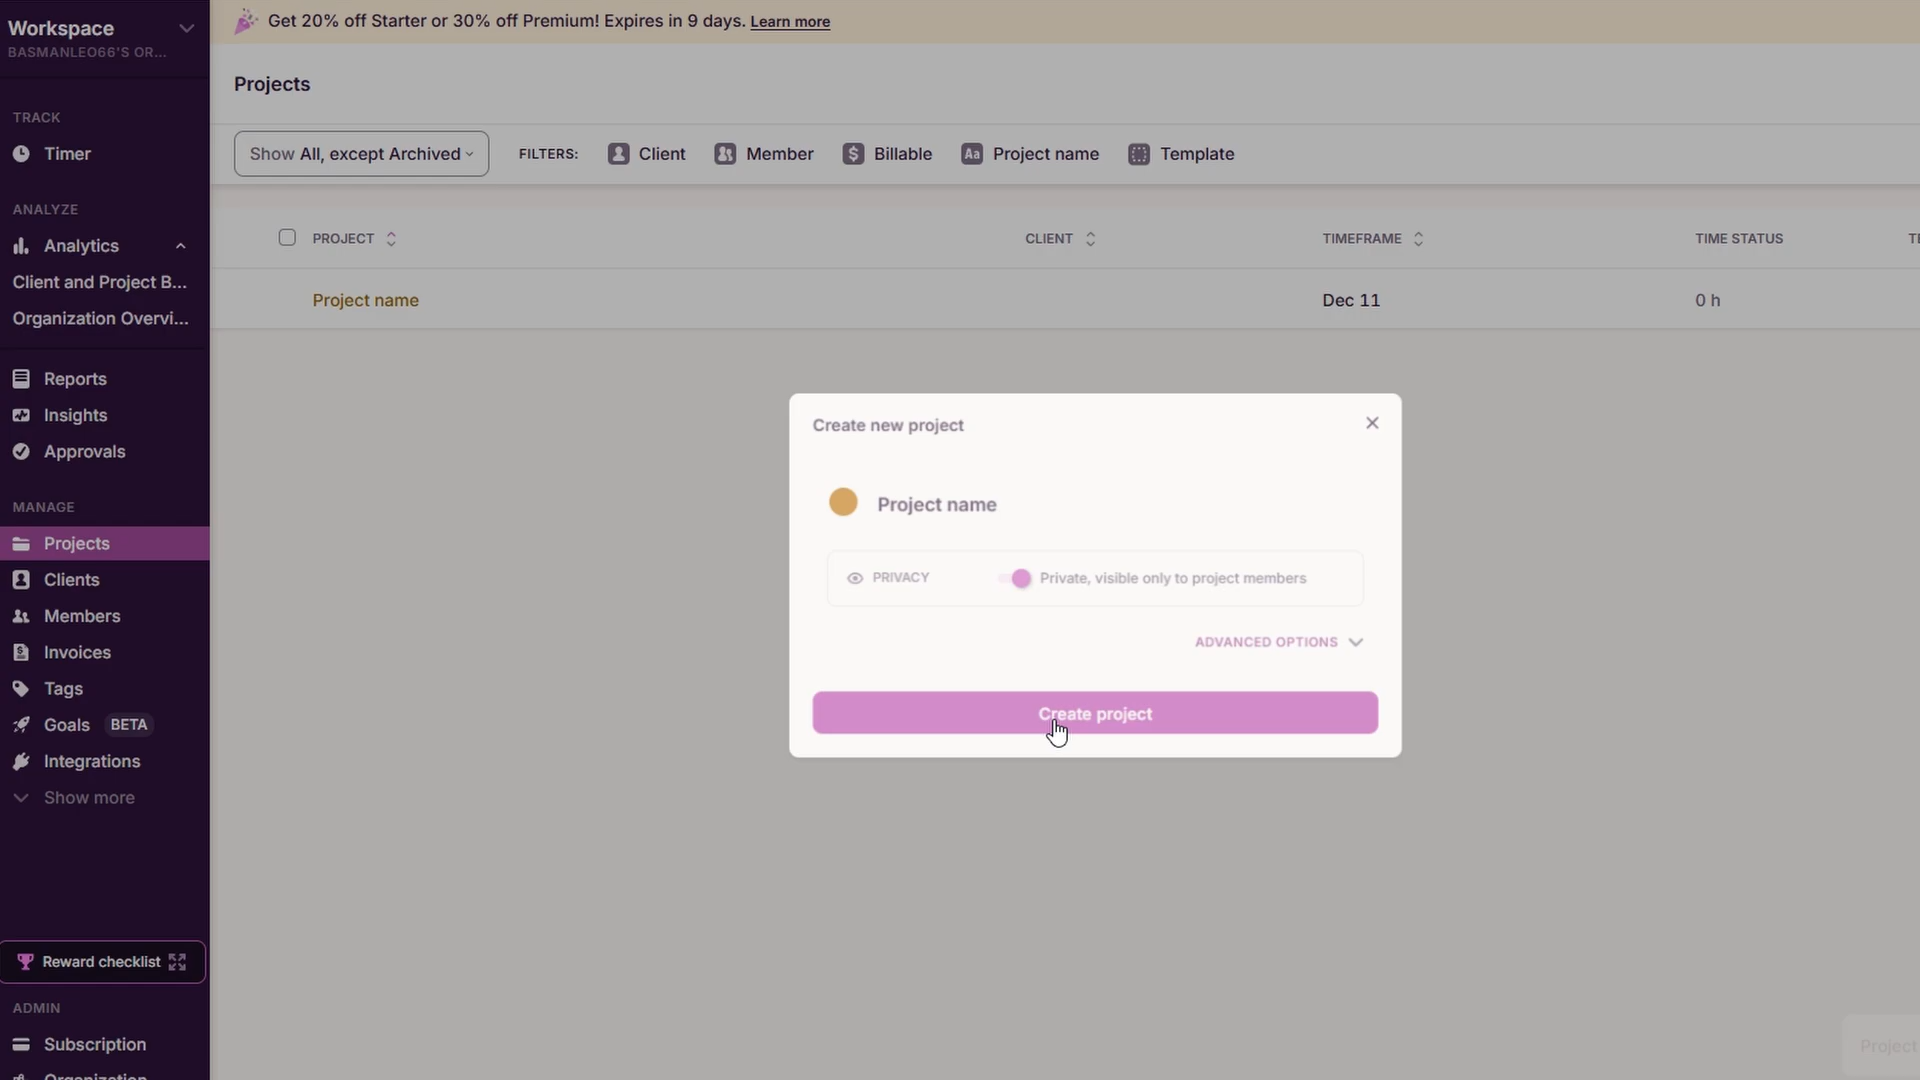 Workspace
BASMANLEO66'S OR...
TRACK
Timer
ANALYZE
Analytics
Client and Project B...
Organization Overvi...
Reports
Insights
Approvals
MANAGE
Projects
Clients
Members
Invoices
Tags
Goals BETA
Integrations
Show more
Reward checklist
ADMIN
Subscription
Organization
Get 20% off Starter or 30% off Premium! Expires in 9 days. Learn more
Projects
Show All, except Archived FILTERS: Client Member $ Billable Aa Project name Template
PROJECT CLIENT TIMEFRAME TIME STATUS
Project name Dec 11 0 h
Create new project
Project name
PRIVACY Private, visible only to project members
ADVANCED OPTIONS
Create project
Project